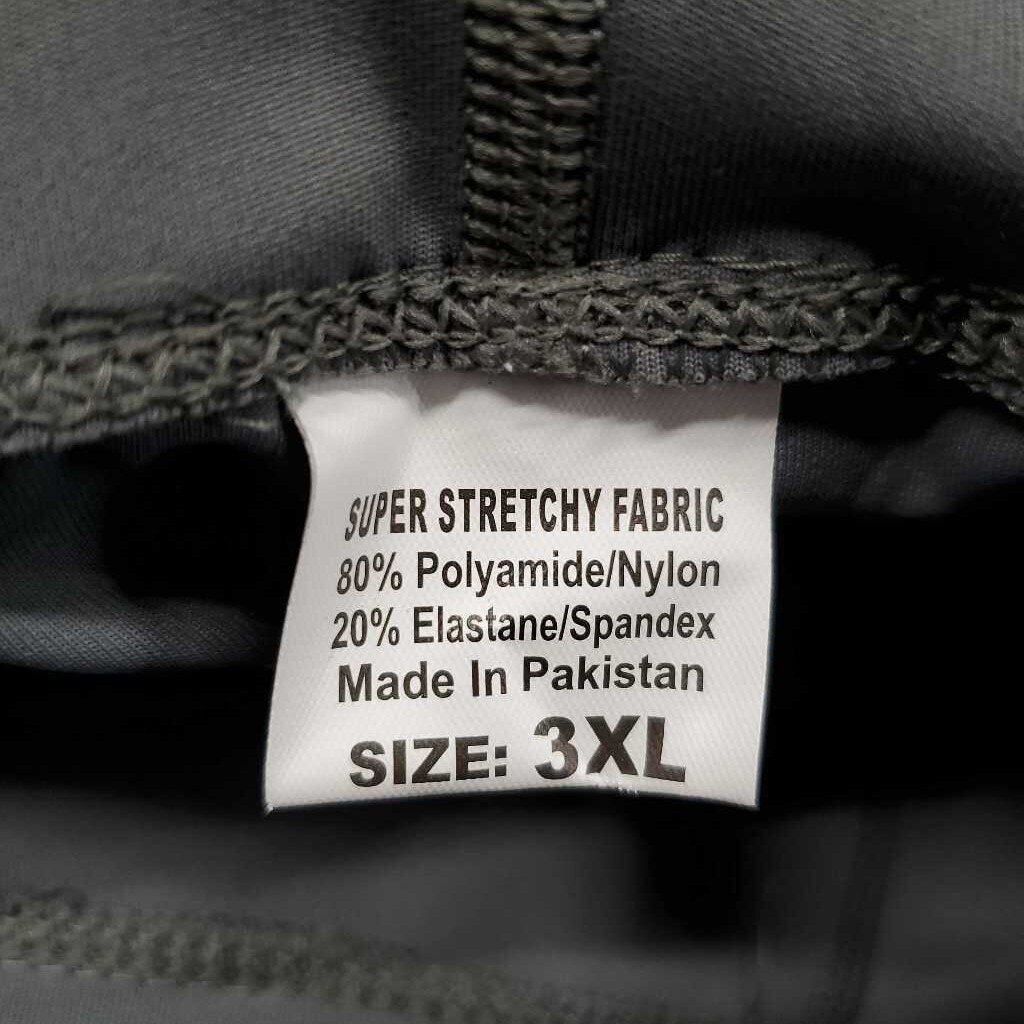 SUPER STRETCHY FABRIC
80% Polyamide/Nylon
20% Elastane/Spandex
Made In Pakistan
SIZE: 3XL